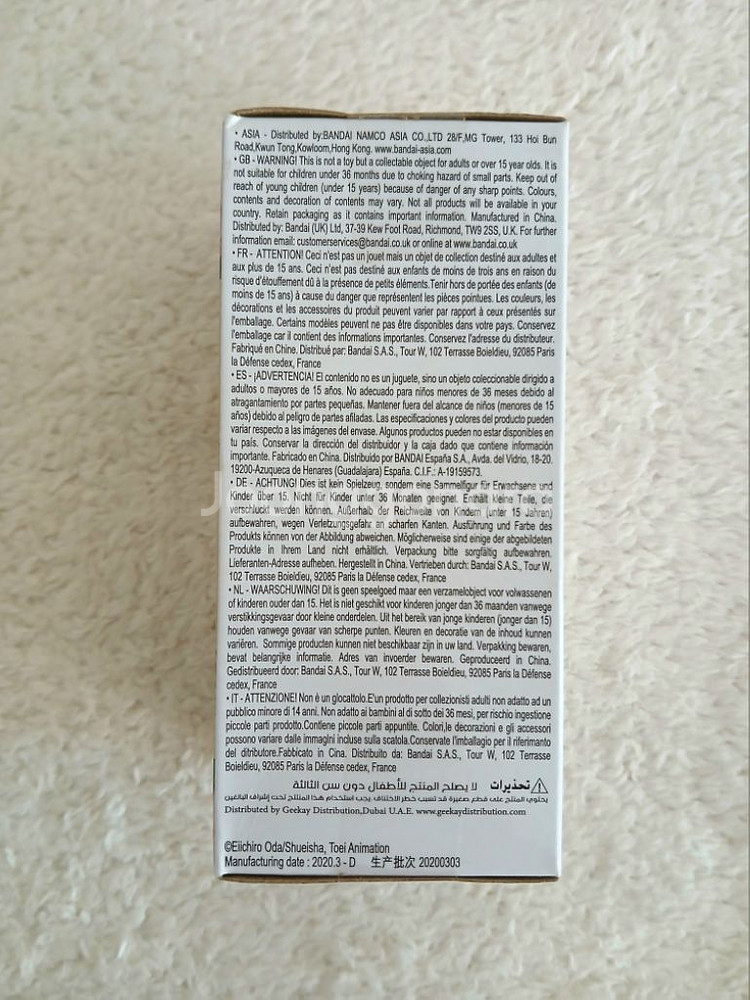 • ASIA - Distributed by:BANDAI NAMCO ASIA CO.,LTD 28/F,MG Tower, 133 Hoi Bun
Road,Kwun Tong,Kowloom,Hong Kong. www.bandai-asia.com
• GB - WARNING! This is not a toy but a collectable object for adults or over 15 year olds. It is
not suitable for children under 36 months due to choking hazard of small parts. Keep out of
reach of young children (under 15 years) because of danger of any sharp points. Colours,
contents and decoration of contents may vary. Not all products will be available in your
country. Retain packaging as it contains important information. Manufactured in China.
Distributed by: Bandai (UK) Ltd, 37-39 Kew Foot Road, Richmond, TW9 2SS, U.K. For further
information email: customerservices@bandai.co.uk or online at www.bandai.co.uk
• FR - ATTENTION! Ceci n'est pas un jouet mais un objet de collection destiné aux adultes et
aux plus de 15 ans. Ceci n'est pas destiné aux enfants de moins de trois ans en raison du
risque d'étouffement dû à la présence de petits éléments.Tenir hors de portée des enfants (de
moins de 15 ans) à cause du danger que représentent les pièces pointues. Les couleurs, les
décorations et les accessoires du produit peuvent varier par rapport à ceux présentés sur
l'emballage. Certains modèles peuvent ne pas être disponibles dans votre pays. Conservez
l'emballage car il contient des informations importantes. Conservez l'adresse du distributeur.
Fabriqué en Chine. Distribué par: Bandai S.A.S., Tour W, 102 Terrasse Boieldieu, 92085 Paris
la Défense cedex, France
• ES - ¡ADVERTENCIA! El contenido no es un juguete, sino un objeto coleccionable dirigido a
adultos o mayores de 15 años. No adecuado para niños menores de 36 meses debido al
atragantamiento por partes pequeñas. Mantener fuera del alcance de niños (menores de 15
años) debido al peligro de partes afiladas. Las especificaciones y colores del producto pueden
variar respecto a las imágenes del envase. Algunos productos pueden no estar disponibles en
tu país. Conservar la dirección del distribuidor y la caja dado que contiene información
importante. Fabricado en China. Distribuido por BANDAI España S.A., Avda. del Vidrio, 18-20.
19200-Azuqueca de Henares (Guadalajara) España. C.I.F.: A-19159573.
• DE - ACHTUNG! Dies ist kein Spielzeug, sondern eine Sammelfigur für Erwachsene und
Kinder über 15. Nicht für Kinder unter 36 Monaten geeignet. Enthält kleine Teile, die
verschluckt werden können. Außerhalb der Reichweite von Kindern (unter 15 Jahren)
aufbewahren, wegen Verletzungsgefahr an scharfen Kanten. Ausführung und Farbe des
Produkts können von der Abbildung abweichen. Möglicherweise sind einige der abgebildeten
Produkte in Ihrem Land nicht erhältlich. Verpackung bitte sorgfältig aufbewahren.
Lieferanten-Adresse aufheben. Hergestellt in China. Vertrieben durch: Bandai S.A.S., Tour W,
102 Terrasse Boieldieu, 92085 Paris la Défense cedex, France
• NL - WAARSCHUWING! Dit is geen speelgoed maar een verzamelobject voor volwassenen
of kinderen ouder dan 15. Het is niet geschikt voor kinderen jonger dan 36 maanden vanwege
verstikkingsgevaar door kleine onderdelen. Uit het bereik van jonge kinderen (jonger dan 15)
houden vanwege gevaar van scherpe punten. Kleuren en decoratie van de inhoud kunnen
variëren. Sommige producten kunnen niet beschikbaar zijn in uw land. Verpakking bewaren,
bevat belangrijke informatie. Adres van invoerder bewaren. Geproduceerd in China.
Gedistribueerd door: Bandai S.A.S., Tour W, 102 Terrasse Boieldieu, 92085 Paris la Défense
cedex, France
• IT - ATTENZIONE! Non è un glocattolo.E'un prodotto per collezionisti adulti non adatto ad un
pubblico minore di 14 anni. Non adatto ai bambini al di sotto dei 36 mesi, per rischio ingestione
piccole parti prodotto.Contiene piccole parti appuntite. Colori,le decorazioni e gli accessori
possono variare dalle immagini incluse sulla scatola.Conservate l'imballagio per il riferimanto
del ditributore.Fabbicato in Cina. Distribuito da: Bandai S.A.S., Tour W, 102 Terrasse
Boieldieu, 92085 Paris la Défense cedex, France
تحذيرات لا يصلح المنتج للأطفال دون سن الثالثة
يحتوي المنتج على قطع صغيرة قد تسبب خطر الاختناق. يجب استخدام هذا المنتج تحت إشراف البالغين
Distributed by Geekay Distribution,Dubai U.A.E. www.geekaydistribution.com
©Eiichiro Oda/Shueisha, Toei Animation
Manufacturing date : 2020.3 - D 生产批次 20200303